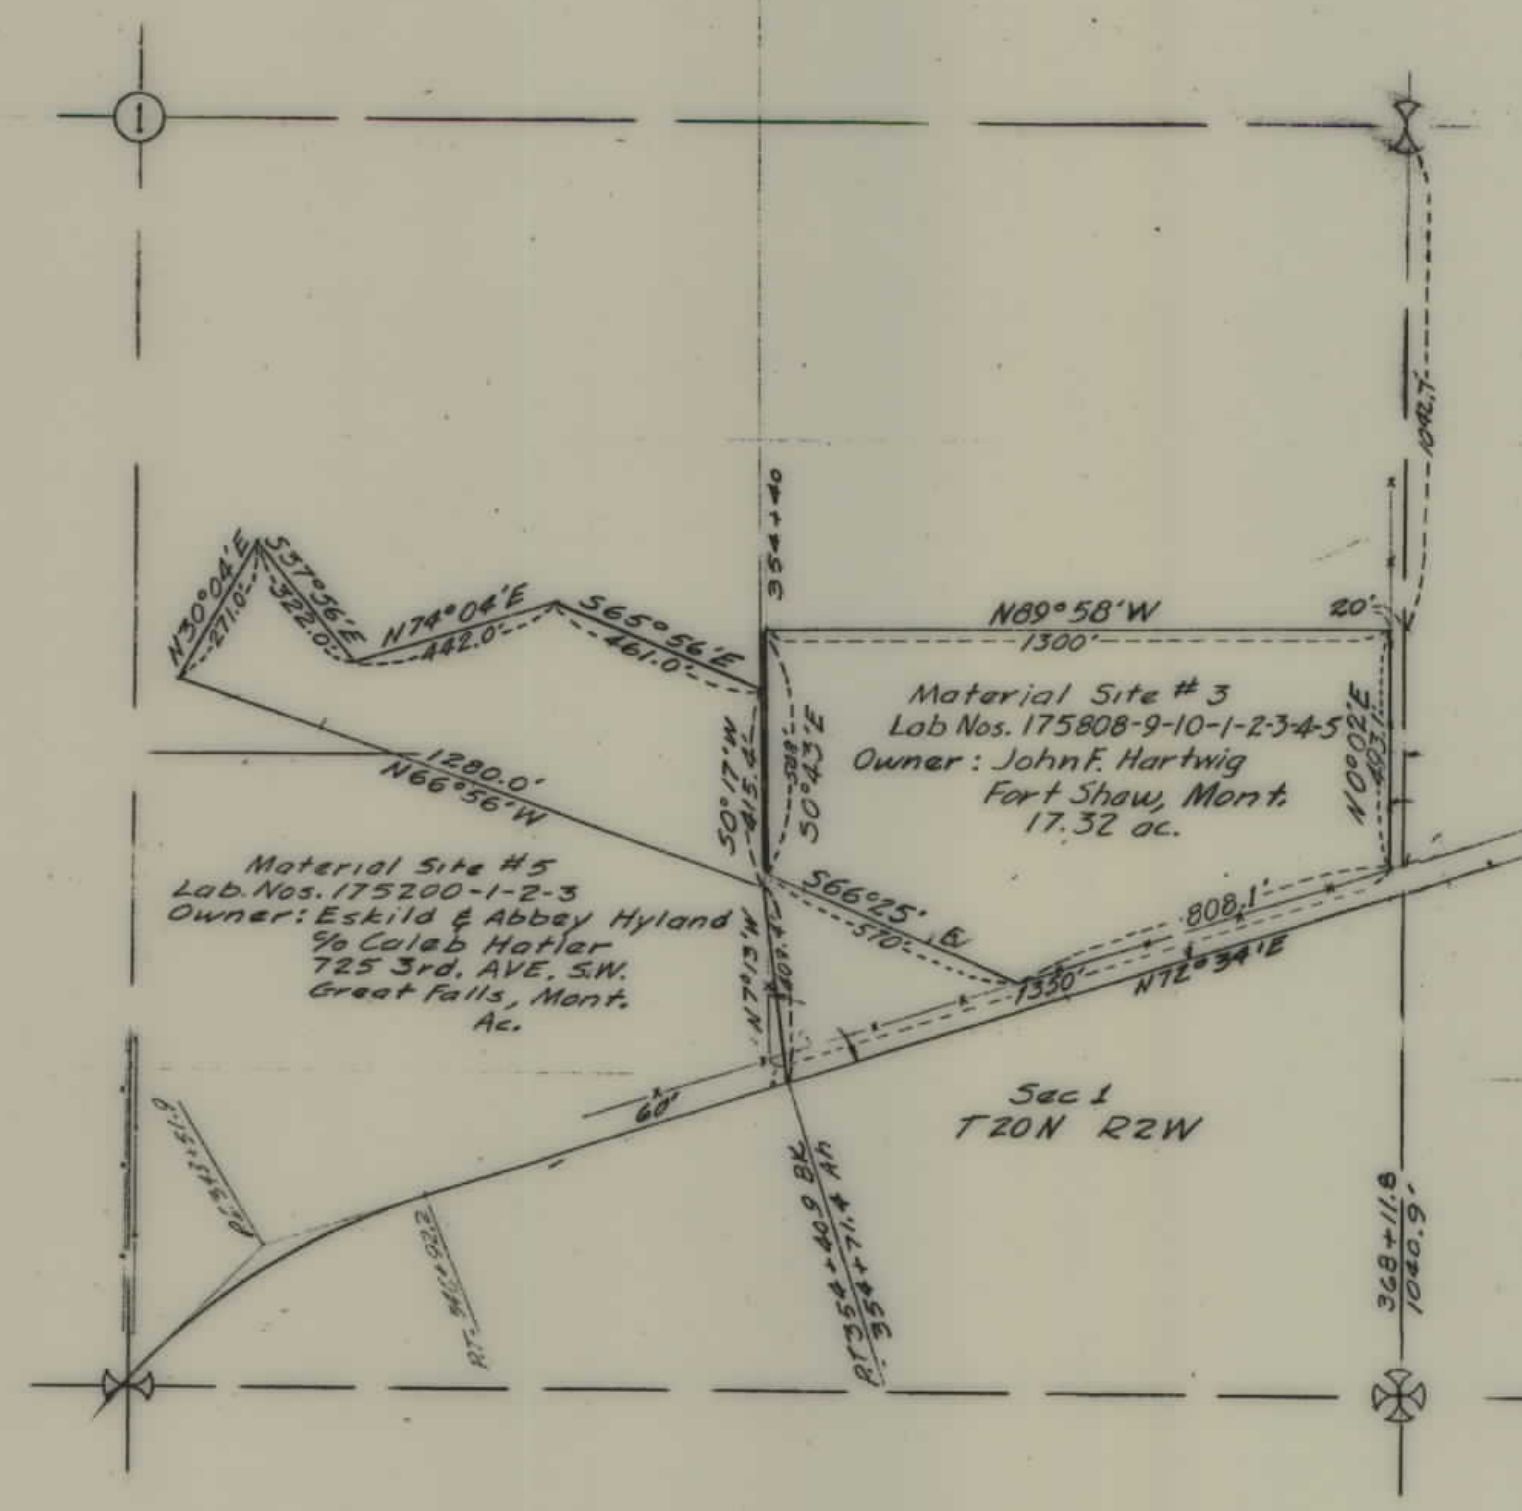 1
1042.7'
354+40
N30°04'E
271.0'
S37°56'E
322.0'
N74°04'E
442.0'
S65°56'E
461.0'
N89°58'W
1300'
20'
Material Site #3
Lab Nos. 175808-9-10-1-2-3-4-5
Owner: John F. Hartwig
Fort Shaw, Mont.
17.32 ac.
N0°02'E
493.1'
S0°17'W
415.4'
S0°43'E
1280.0'
N66°56'W
Material Site #5
Lab. Nos. 175200-1-2-3
Owner: Eskild & Abbey Hyland
c/o Caleb Hatler
725 3rd. AVE. S.W.
Great Falls, Mont.
Ac.
S66°25' E
570'
808.1'
1350'
N72°34'E
N7°13'W
60'
Sec 1
T20N R2W
P.T. 354+40.9 BK
354+71.4 Ah
368+11.8
1040.9'